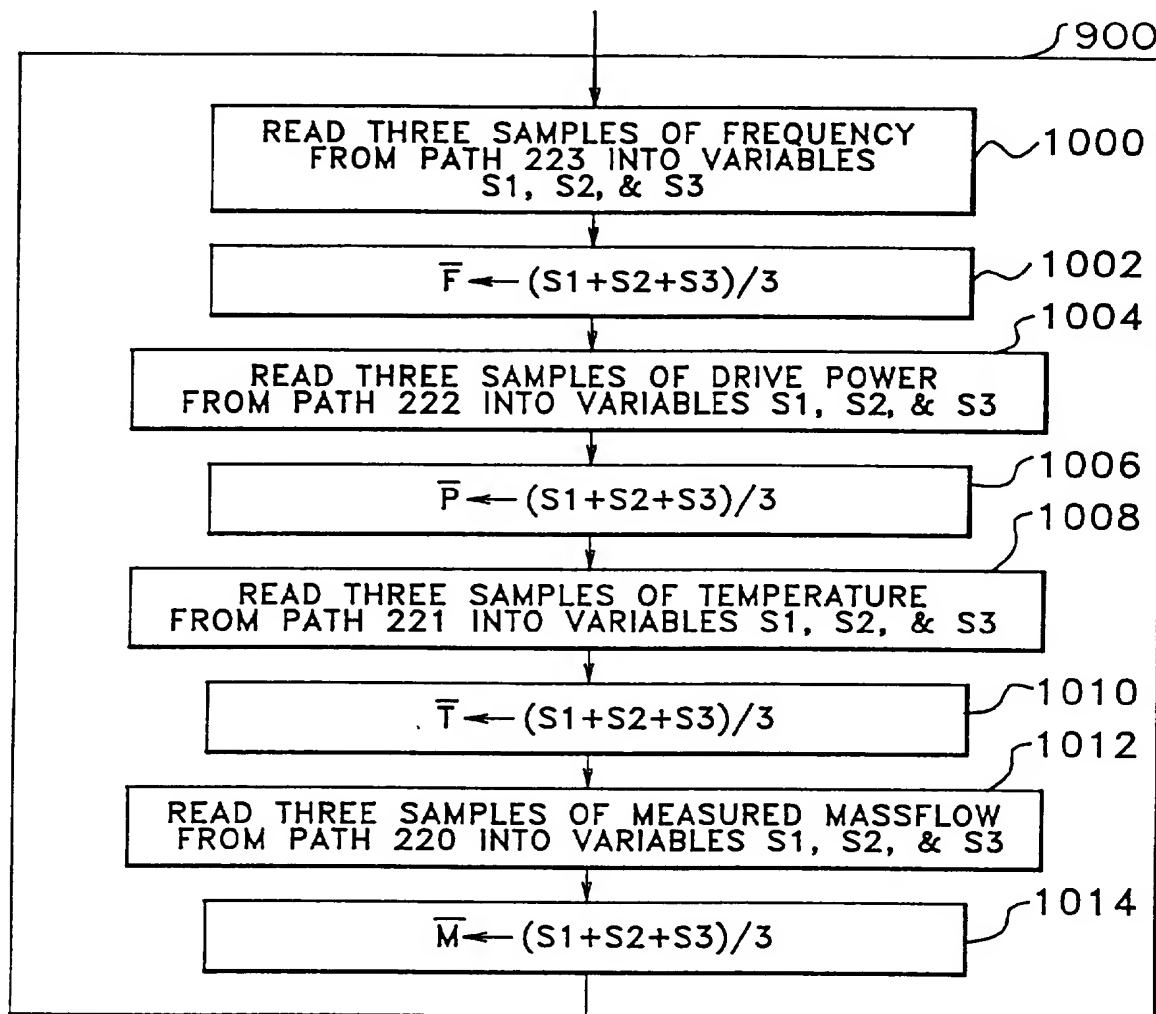 900
READ THREE SAMPLES OF FREQUENCY
FROM PATH 223 INTO VARIABLES
S1, S2, & S3
1000
F̅ ← (S1+S2+S3)/3
1002
1004
READ THREE SAMPLES OF DRIVE POWER
FROM PATH 222 INTO VARIABLES S1, S2, & S3
P̅ ← (S1+S2+S3)/3
1006
1008
READ THREE SAMPLES OF TEMPERATURE
FROM PATH 221 INTO VARIABLES S1, S2, & S3
T̅ ← (S1+S2+S3)/3
1010
1012
READ THREE SAMPLES OF MEASURED MASSFLOW
FROM PATH 220 INTO VARIABLES S1, S2, & S3
M̅ ← (S1+S2+S3)/3
1014